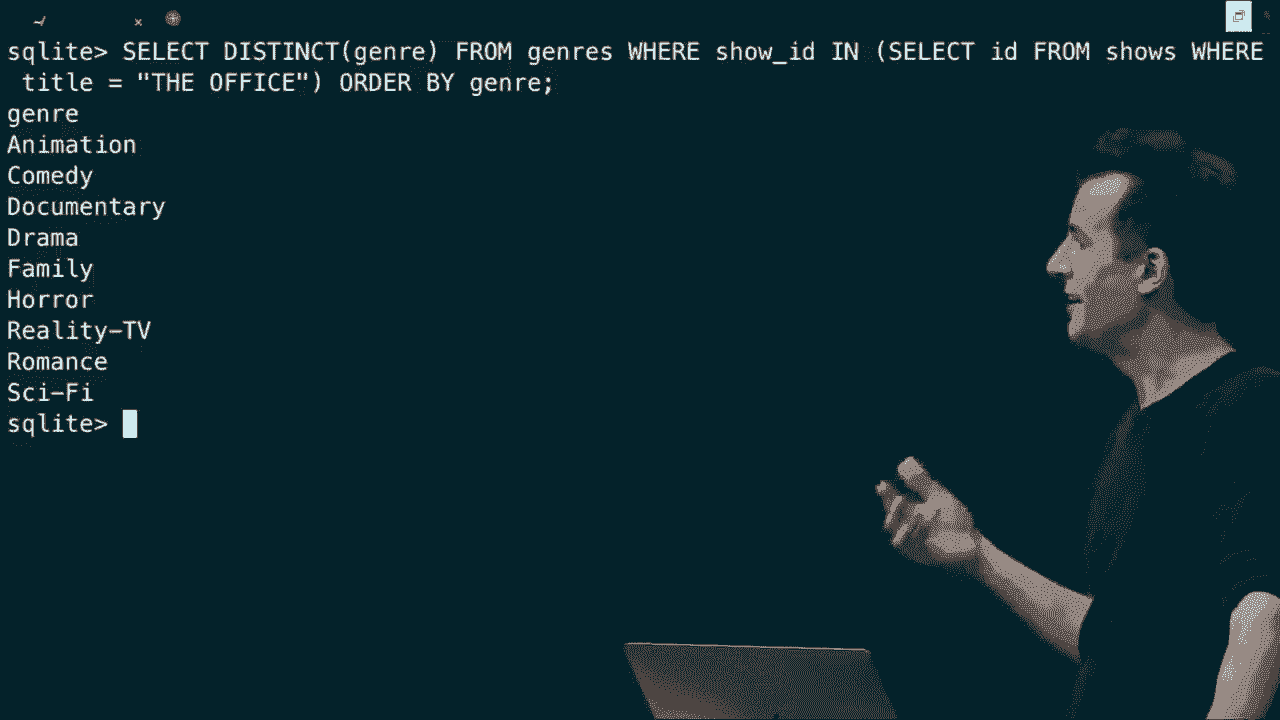 sqlite> SELECT DISTINCT(genre) FROM genres WHERE show_id IN (SELECT id FROM shows WHERE
title = "THE OFFICE") ORDER BY genre;
genre
Animation
Comedy
Documentary
Drama
Family
Horror
Reality-TV
Romance
Sci-Fi
sqlite>